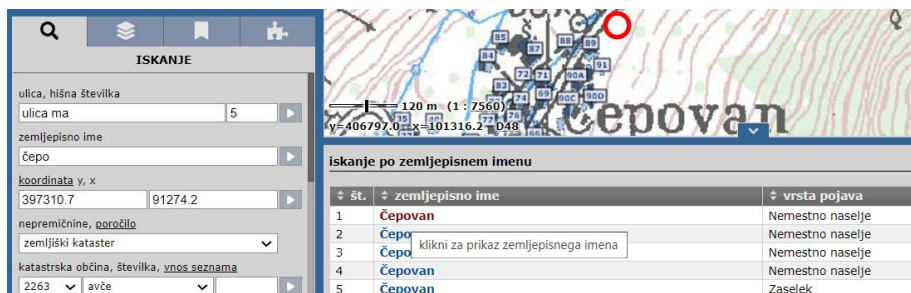 ISKANJE
ulica, hišna številka
ulica ma 5
zemljepisno ime
čepo
koordinata y, x
397310.7 91274.2
nepremičnine, poročilo
zemljiški kataster
katastrska občina, številka, vnos seznama
2263 avče
85 87 88 89
84 91
72 71 90A
74 69 90C 90D
120 m (1 : 7560)
Čepovan
y=406797.0 x=101316.2 D48
iskanje po zemljepisnem imenu
št. zemljepisno ime vrsta pojava
1 Čepovan Nemestno naselje
2 Čepo Nemestno naselje
klikni za prikaz zemljepisnega imena
3 Čepo Nemestno naselje
4 Čepovan Nemestno naselje
5 Čepovan Zaselek